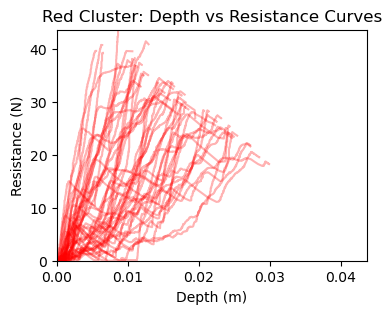 Red Cluster: Depth vs Resistance Curves
Resistance (N)
40
30
20
10
0
0.00 0.01 0.02 0.03 0.04
Depth (m)